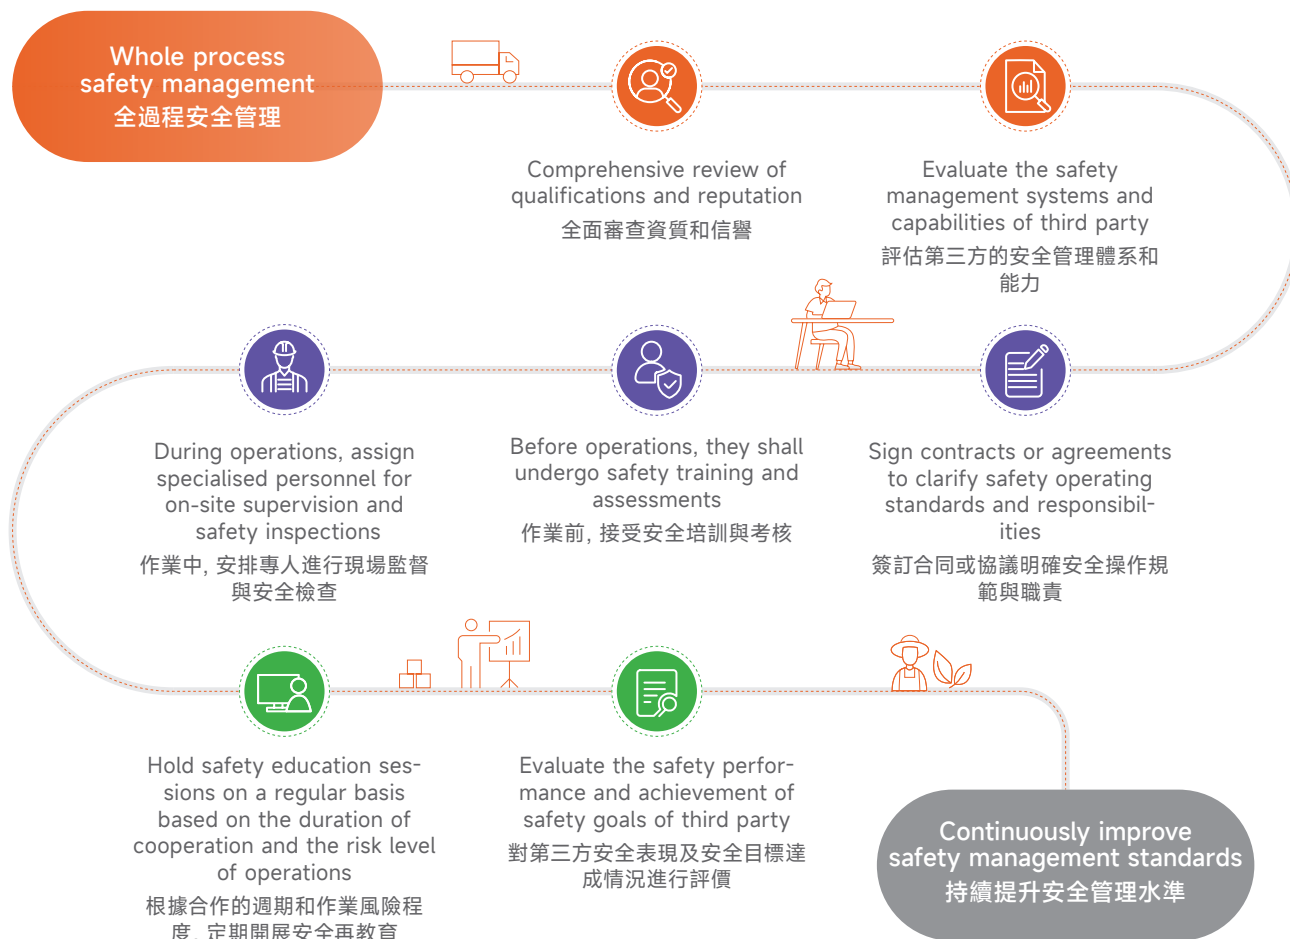 Whole process
safety management
全過程安全管理
Comprehensive review of
qualifications and reputation
全面審查資質和信譽
Evaluate the safety
management systems and
capabilities of third party
評估第三方的安全管理體系和
能力
Sign contracts or agreements
to clarify safety operating
standards and responsibil-
ities
簽訂合同或協議明確安全操作規
範與職責
Before operations, they shall
undergo safety training and
assessments
作業前, 接受安全培訓與考核
During operations, assign
specialised personnel for
on-site supervision and
safety inspections
作業中, 安排專人進行現場監督
與安全檢查
Hold safety education ses-
sions on a regular basis
based on the duration of
cooperation and the risk level
of operations
根據合作的週期和作業風險程
度, 定期開展安全再教育
Evaluate the safety perfor-
mance and achievement of
safety goals of third party
對第三方安全表現及安全目標達
成情況進行評價
Continuously improve
safety management standards
持續提升安全管理水準